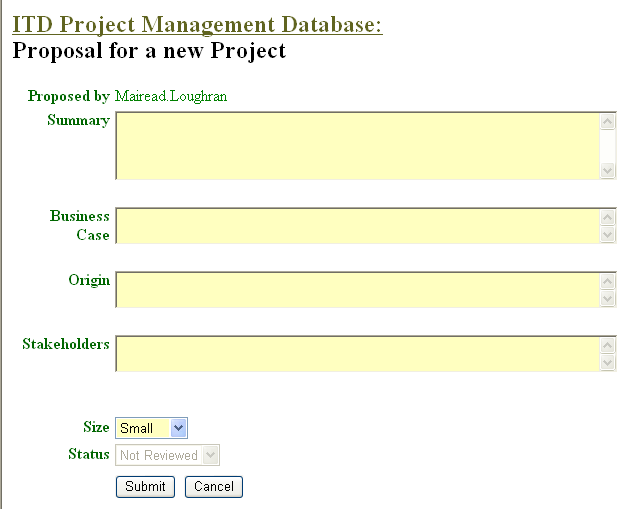 ITD Project Management Database:
Proposal for a new Project
Proposed by Mairead.Loughran
Summary
Business
Case
Origin
Stakeholders
Size Small
Status Not Reviewed
Submit Cancel